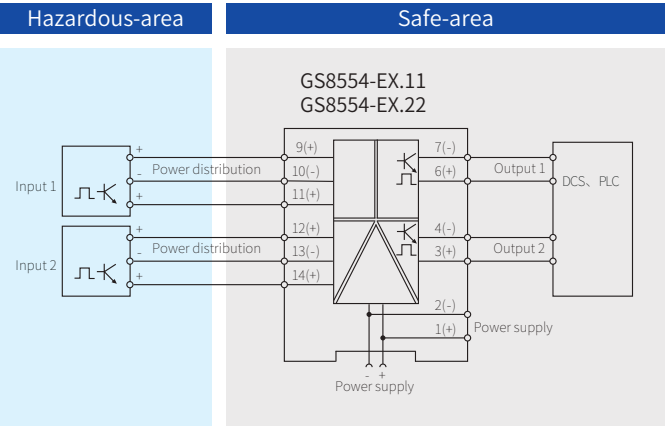 Hazardous-area
Safe-area
GS8554-EX.11
GS8554-EX.22
Input 1
+
Power distribution
-
+
9(+)
10(-)
11(+)
7(-)
6(+)
Output 1
DCS、PLC
Input 2
+
Power distribution
-
+
12(+)
13(-)
14(+)
4(-)
3(+)
Output 2
2(-)
1(+)
Power supply
- +
Power supply